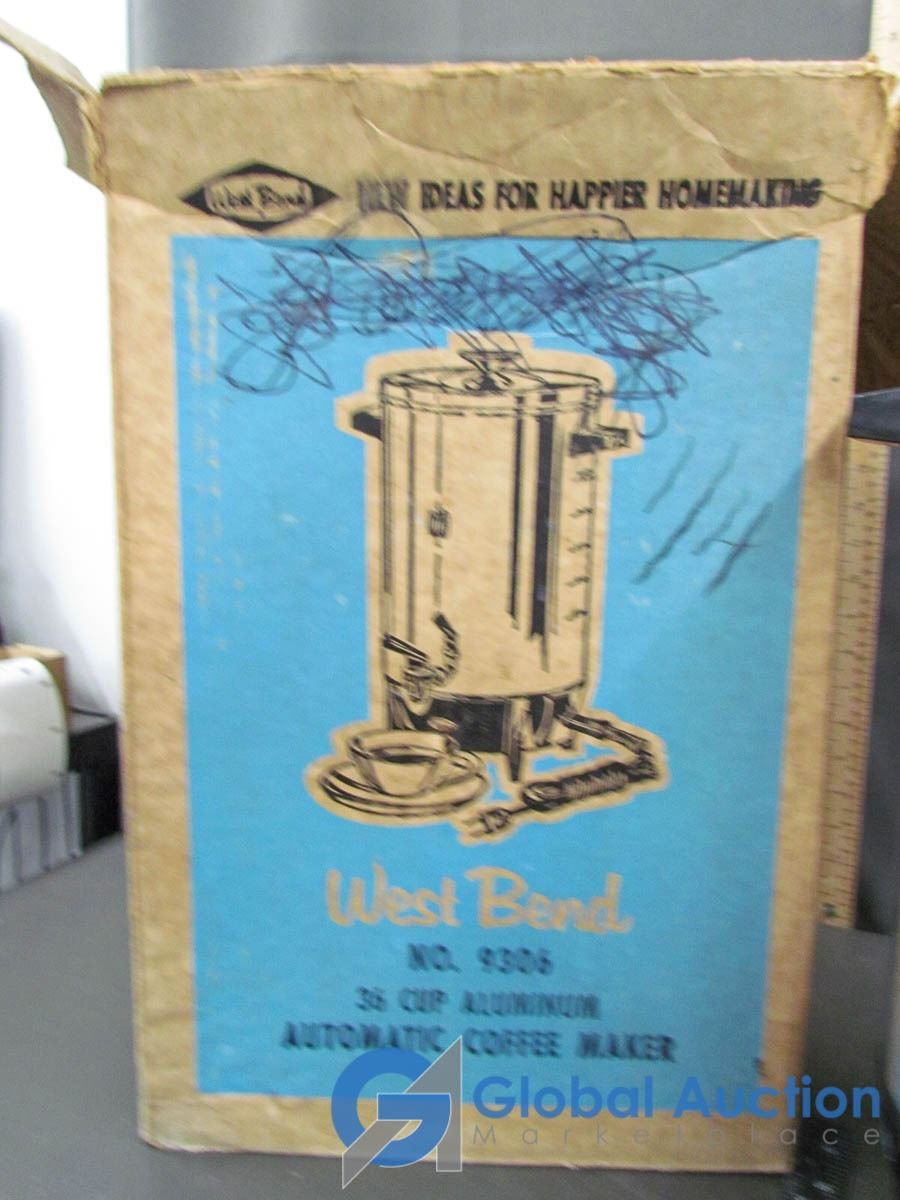 West Bend NEW IDEAS FOR HAPPIER HOMEMAKING
West Bend
NO. 9306
36 CUP ALUMINUM
AUTOMATIC COFFEE MAKER
Global Auction
Marketplace